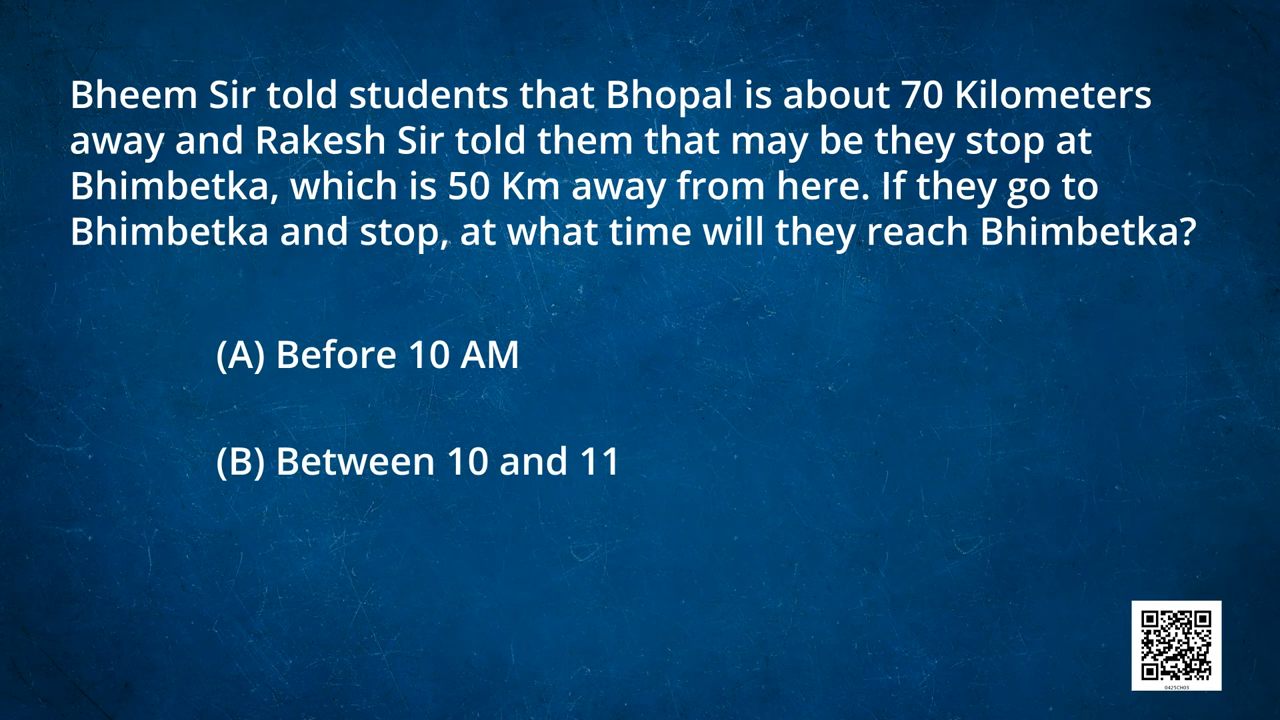 Bheem Sir told students that Bhopal is about 70 Kilometers
away and Rakesh Sir told them that may be they stop at
Bhimbetka, which is 50 Km away from here. If they go to
Bhimbetka and stop, at what time will they reach Bhimbetka?
(A) Before 10 AM
(B) Between 10 and 11
0425CH03